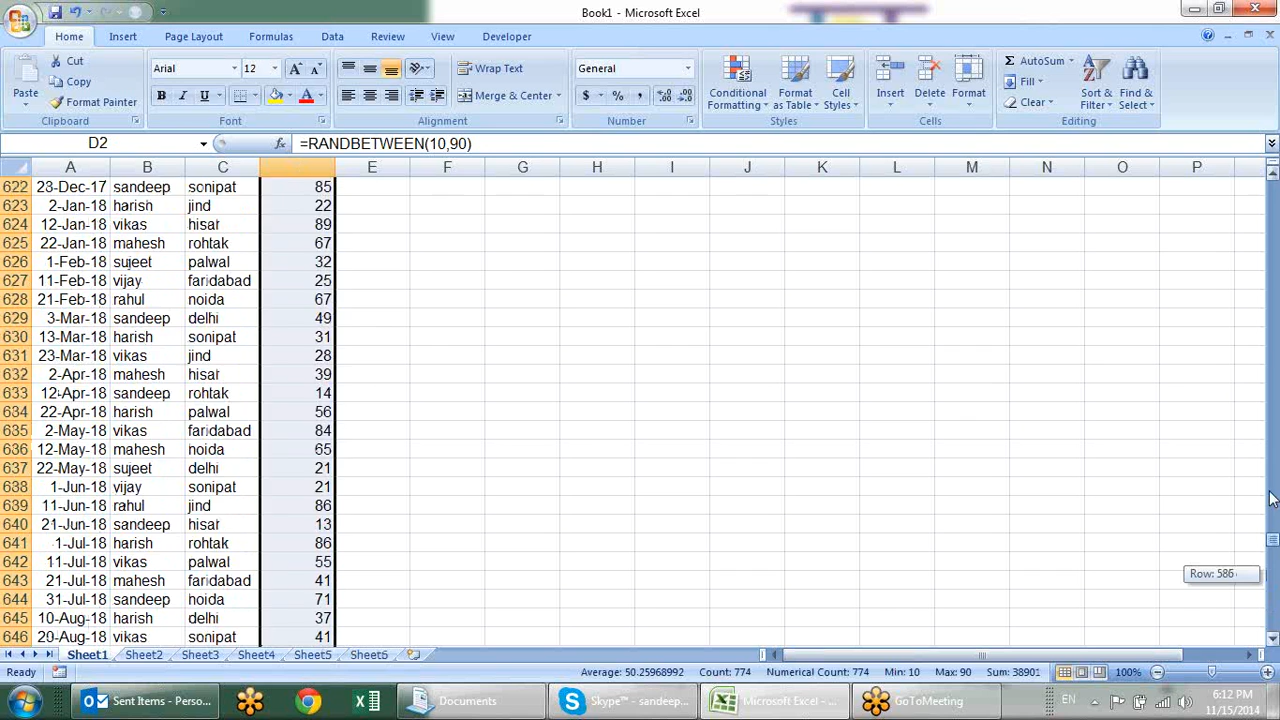 Book1 - Microsoft Excel
Home Insert Page Layout Formulas Data Review View Developer
Paste Cut Copy Format Painter
Arial 12 Wrap Text General
B I U Merge & Center $ % ,
Conditional Formatting Format as Table Cell Styles Insert Delete Format
AutoSum Fill Clear Sort & Filter Find & Select
Clipboard Font Alignment Number Styles Cells Editing
D2 fx =RANDBETWEEN(10,90)
A B C E F G H I J K L M N O P
622 23-Dec-17 sandeep sonipat 85
623 2-Jan-18 harish jind 22
624 12-Jan-18 vikas hisar 89
625 22-Jan-18 mahesh rohtak 67
626 1-Feb-18 sujeet palwal 32
627 11-Feb-18 vijay faridabad 25
628 21-Feb-18 rahul noida 67
629 3-Mar-18 sandeep delhi 49
630 13-Mar-18 harish sonipat 31
631 23-Mar-18 vikas jind 28
632 2-Apr-18 mahesh hisar 39
633 12-Apr-18 sandeep rohtak 14
634 22-Apr-18 harish palwal 56
635 2-May-18 vikas faridabad 84
636 12-May-18 mahesh noida 65
637 22-May-18 sujeet delhi 21
638 1-Jun-18 vijay sonipat 21
639 11-Jun-18 rahul jind 86
640 21-Jun-18 sandeep hisar 13
641 1-Jul-18 harish rohtak 86
642 11-Jul-18 vikas palwal 55
643 21-Jul-18 mahesh faridabad 41
644 31-Jul-18 sandeep noida 71
645 10-Aug-18 harish delhi 37
646 20-Aug-18 vikas sonipat 41
Row: 586
Sheet1 Sheet2 Sheet3 Sheet4 Sheet5 Sheet6
Ready Average: 50.25968992 Count: 774 Numerical Count: 774 Min: 10 Max: 90 Sum: 38901 100%
Sent Items - Perso... Documents Skype™ - sandeep... Microsoft Excel - ... GoToMeeting EN 6:12 PM
11/15/2014